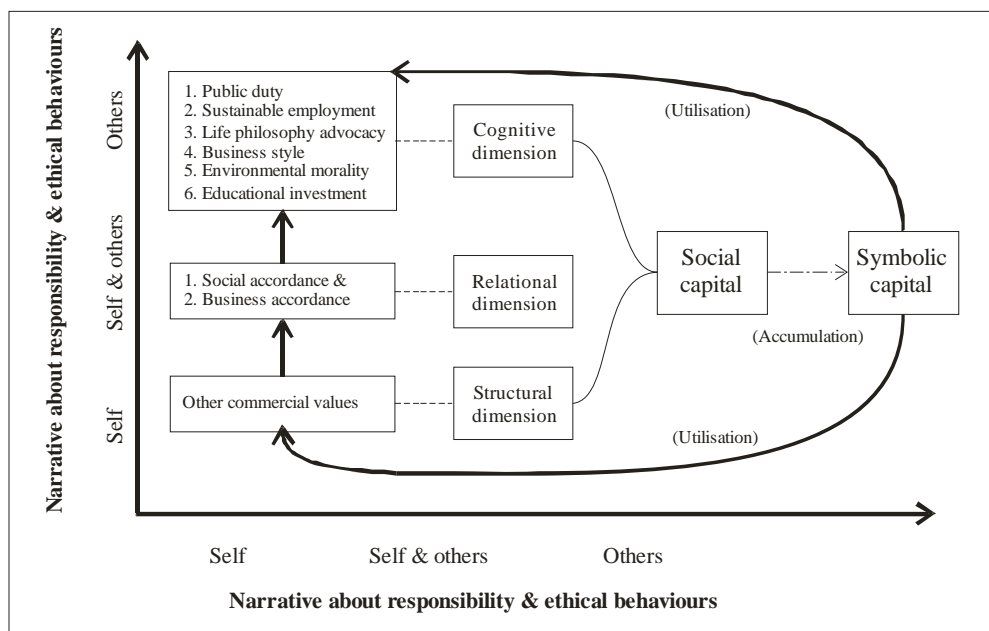 Narrative about responsibility & ethical behaviours
Others
Self & others
Self
1. Public duty
2. Sustainable employment
3. Life philosophy advocacy
4. Business style
5. Environmental morality
6. Educational investment
1. Social accordance &
2. Business accordance
Other commercial values
Cognitive
dimension
Relational
dimension
Structural
dimension
Social
capital
Symbolic
capital
(Utilisation)
(Accumulation)
(Utilisation)
Self
Self & others
Others
Narrative about responsibility & ethical behaviours